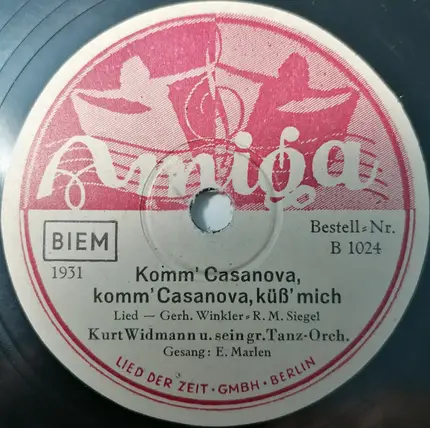 Amiga
BIEM
1931
Bestell=Nr.
B 1024
Komm' Casanova,
komm' Casanova, küß' mich
Lied — Gerh. Winkler=R. M. Siegel
Kurt Widmann u. sein gr. Tanz=Orch.
Gesang: E. Marlen
LIED DER ZEIT · GMBH · BERLIN